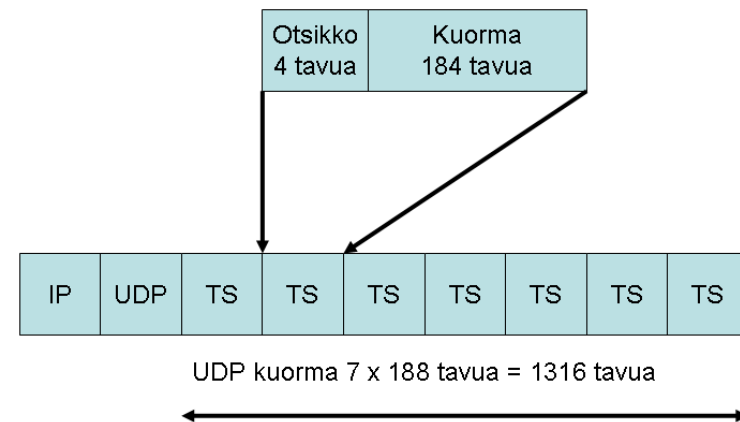 Otsikko
4 tavua
Kuorma
184 tavua
IP UDP TS TS TS TS TS TS TS
UDP kuorma 7 x 188 tavua = 1316 tavua